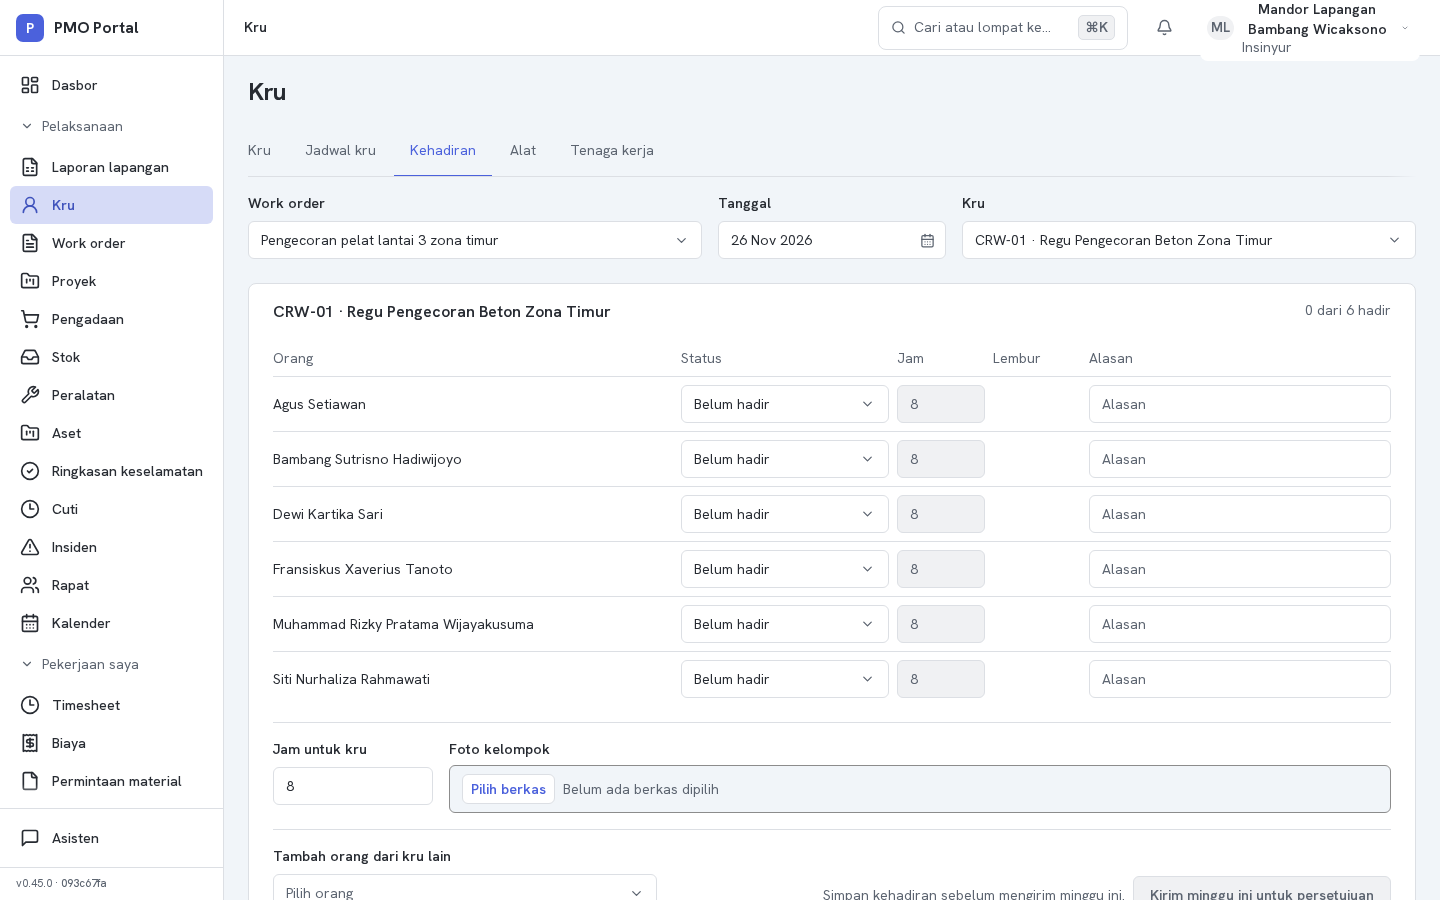 P PMO Portal
Kru
Cari atau lompat ke...
⌘K
ML
Mandor Lapangan
Bambang Wicaksono
Insinyur
Dasbor
Pelaksanaan
Laporan lapangan
Kru
Work order
Proyek
Pengadaan
Stok
Peralatan
Aset
Ringkasan keselamatan
Cuti
Insiden
Rapat
Kalender
Pekerjaan saya
Timesheet
Biaya
Permintaan material
Asisten
v0.45.0 · 093c67fa
Kru
Kru Jadwal kru Kehadiran Alat Tenaga kerja
Work order Tanggal Kru
Pengecoran pelat lantai 3 zona timur 26 Nov 2026 CRW-01 · Regu Pengecoran Beton Zona Timur
CRW-01 · Regu Pengecoran Beton Zona Timur 0 dari 6 hadir
Orang Status Jam Lembur Alasan
Agus Setiawan Belum hadir 8 Alasan
Bambang Sutrisno Hadiwijoyo Belum hadir 8 Alasan
Dewi Kartika Sari Belum hadir 8 Alasan
Fransiskus Xaverius Tanoto Belum hadir 8 Alasan
Muhammad Rizky Pratama Wijayakusuma Belum hadir 8 Alasan
Siti Nurhaliza Rahmawati Belum hadir 8 Alasan
Jam untuk kru Foto kelompok
8 Pilih berkas Belum ada berkas dipilih
Tambah orang dari kru lain
Pilih orang Simpan kehadiran sebelum mengirim minggu ini. Kirim minggu ini untuk persetujuan